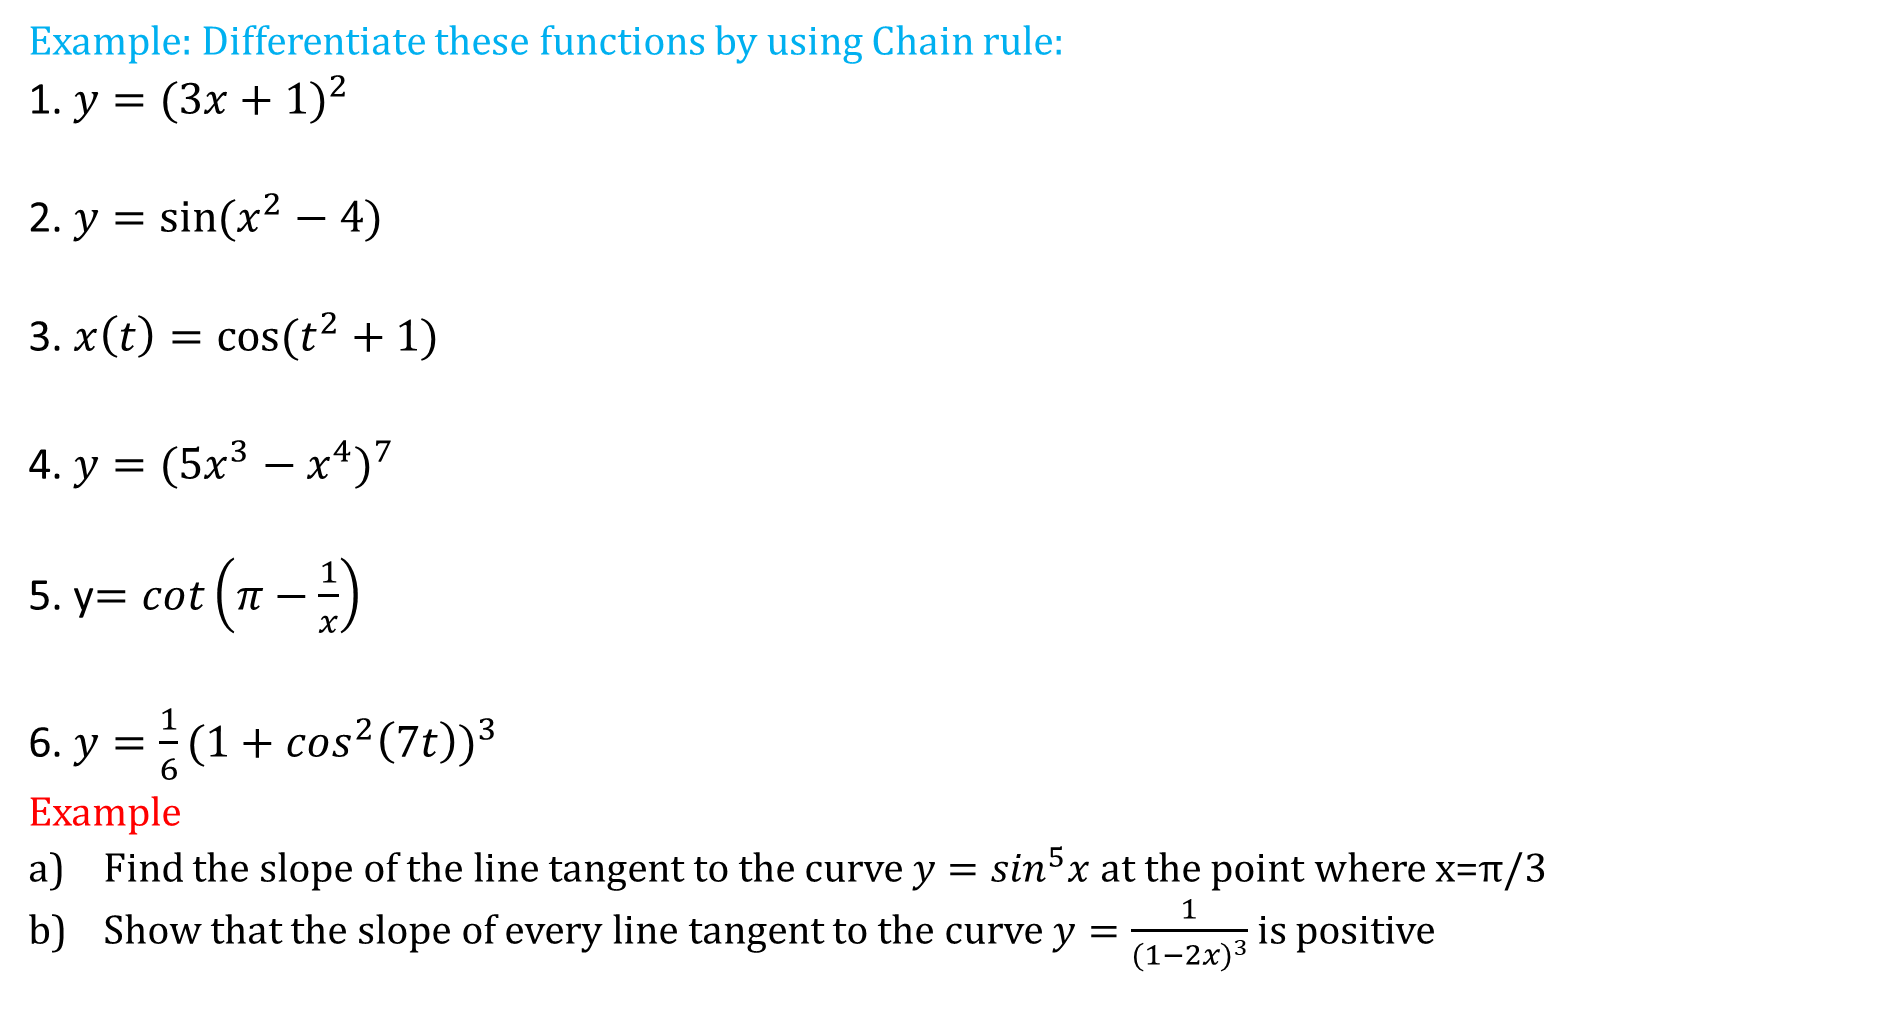 Example: Differentiate these functions by using Chain rule:
1. y = (3x + 1)²
2. y = sin(x² − 4)
3. x(t) = cos(t² + 1)
4. y = (5x³ − x⁴)⁷
5. y= cot(π − 1/x)
6. y = 1/6 (1 + cos²(7t))³
Example
a) Find the slope of the line tangent to the curve y = sin⁵x at the point where x=π/3
b) Show that the slope of every line tangent to the curve y = 1/(1−2x)³ is positive